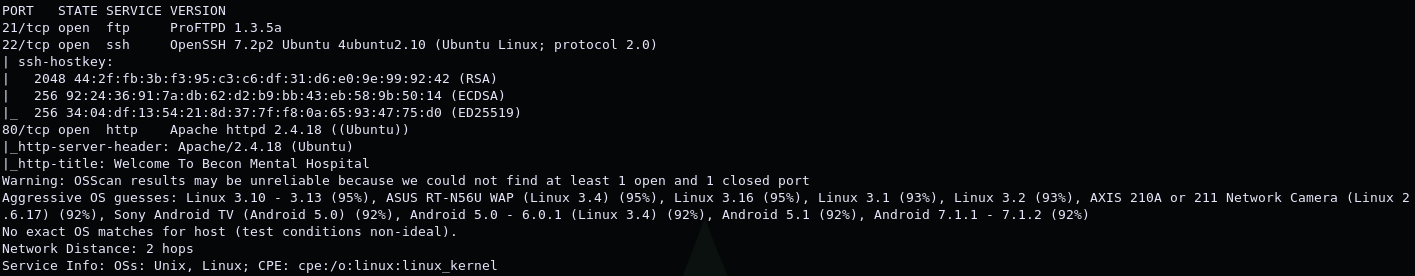 PORT   STATE SERVICE VERSION
21/tcp open  ftp     ProFTPD 1.3.5a
22/tcp open  ssh     OpenSSH 7.2p2 Ubuntu 4ubuntu2.10 (Ubuntu Linux; protocol 2.0)
| ssh-hostkey:
|   2048 44:2f:fb:3b:f3:95:c3:c6:df:31:d6:e0:9e:99:92:42 (RSA)
|   256 92:24:36:91:7a:db:62:d2:b9:bb:43:eb:58:9b:50:14 (ECDSA)
|_  256 34:04:df:13:54:21:8d:37:7f:f8:0a:65:93:47:75:d0 (ED25519)
80/tcp open  http    Apache httpd 2.4.18 ((Ubuntu))
|_http-server-header: Apache/2.4.18 (Ubuntu)
|_http-title: Welcome To Becon Mental Hospital
Warning: OSScan results may be unreliable because we could not find at least 1 open and 1 closed port
Aggressive OS guesses: Linux 3.10 - 3.13 (95%), ASUS RT-N56U WAP (Linux 3.4) (95%), Linux 3.16 (95%), Linux 3.1 (93%), Linux 3.2 (93%), AXIS 210A or 211 Network Camera (Linux 2
.6.17) (92%), Sony Android TV (Android 5.0) (92%), Android 5.0 - 6.0.1 (Linux 3.4) (92%), Android 5.1 (92%), Android 7.1.1 - 7.1.2 (92%)
No exact OS matches for host (test conditions non-ideal).
Network Distance: 2 hops
Service Info: OSs: Unix, Linux; CPE: cpe:/o:linux:linux_kernel